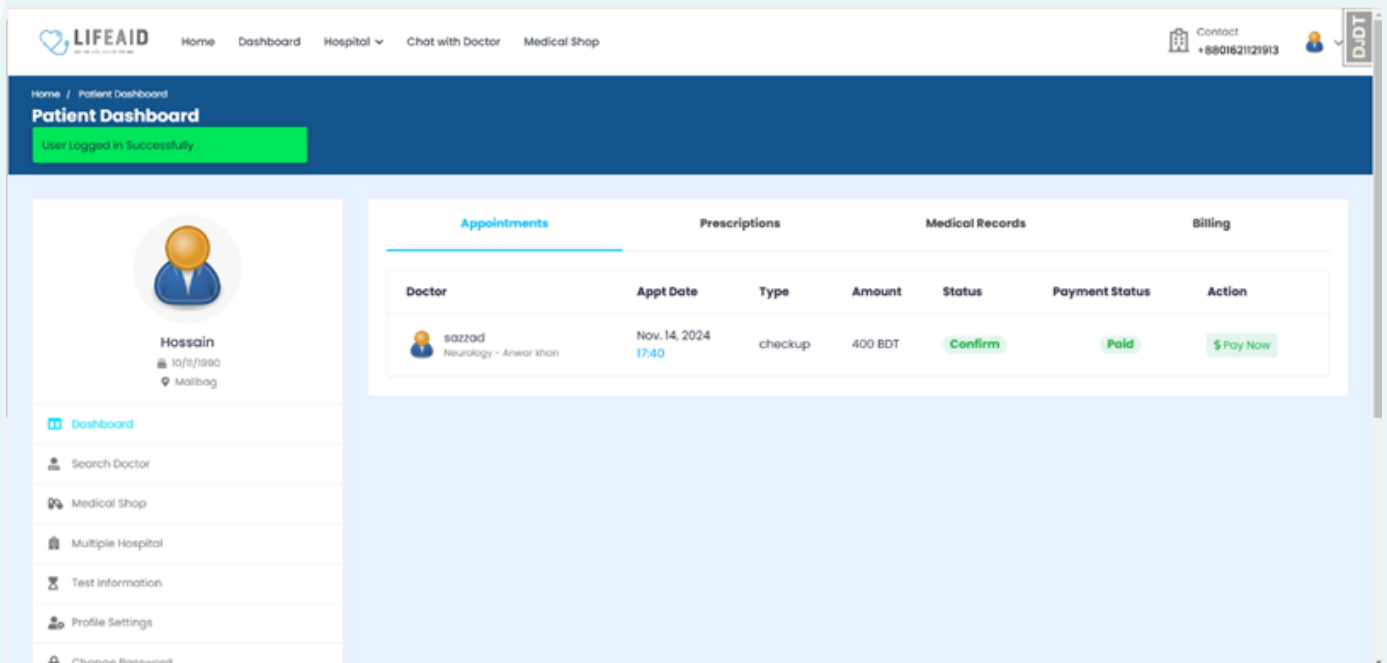 LIFEAID
Home Dashboard Hospital Chat with Doctor Medical Shop
Contact
+8801621121913
DJDT
Home / Patient Dashboard
Patient Dashboard
User Logged in Successfully
Hossain
10/11/1990
Malibag
Dashboard
Search Doctor
Medical Shop
Multiple Hospital
Test Information
Profile Settings
Change Password
Appointments Prescriptions Medical Records Billing
Doctor Appt Date Type Amount Status Payment Status Action
sazzad
Neurology - Anwar khan
Nov. 14, 2024
17:40
checkup 400 BDT Confirm Paid $ Pay Now